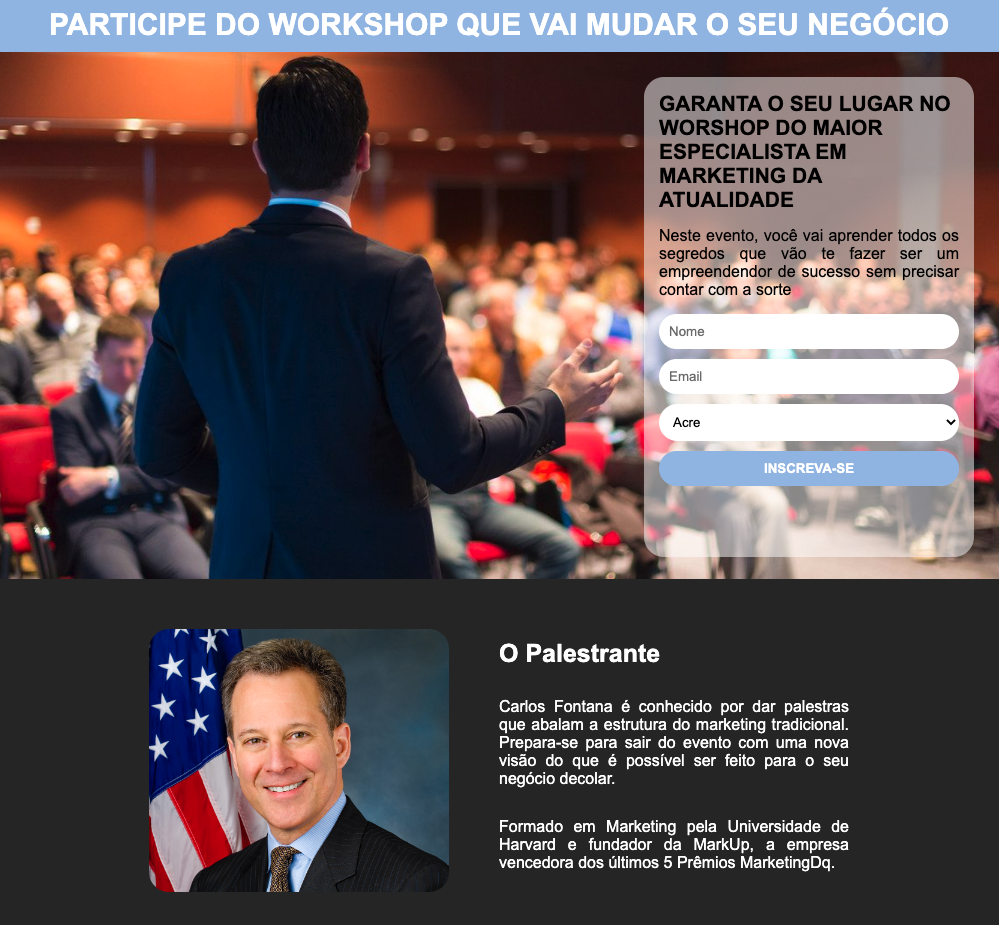 PARTICIPE DO WORKSHOP QUE VAI MUDAR O SEU NEGÓCIO
GARANTA O SEU LUGAR NO
WORSHOP DO MAIOR
ESPECIALISTA EM
MARKETING DA
ATUALIDADE
Neste evento, você vai aprender todos os
segredos que vão te fazer ser um
empreendendor de sucesso sem precisar
contar com a sorte
Nome
Email
Acre
INSCREVA-SE
O Palestrante
Carlos Fontana é conhecido por dar palestras
que abalam a estrutura do marketing tradicional.
Prepara-se para sair do evento com uma nova
visão do que é possível ser feito para o seu
negócio decolar.
Formado em Marketing pela Universidade de
Harvard e fundador da MarkUp, a empresa
vencedora dos últimos 5 Prêmios MarketingDq.